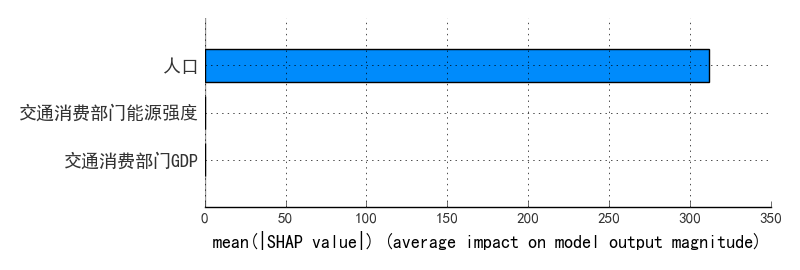 人口
交通消费部门能源强度
交通消费部门GDP
0 50 100 150 200 250 300 350
mean(|SHAP value|) (average impact on model output magnitude)